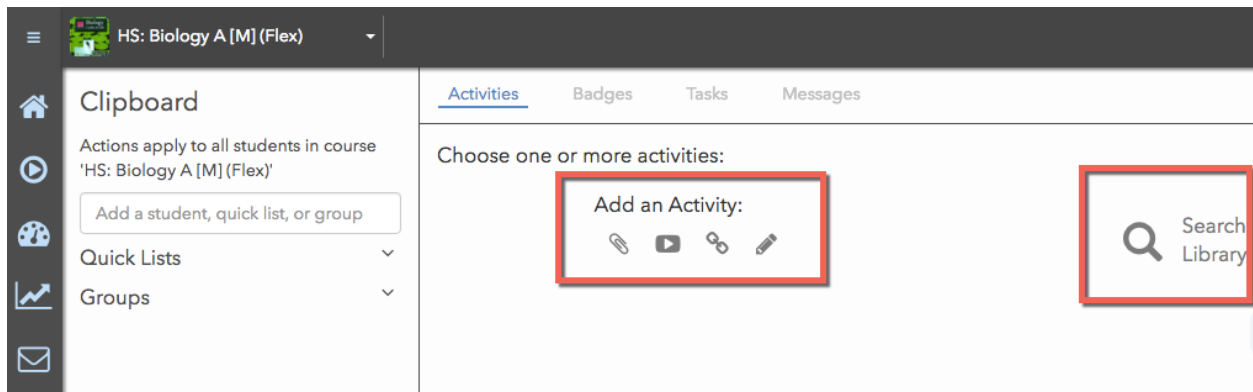 HS: Biology A [M] (Flex)
Clipboard
Actions apply to all students in course
'HS: Biology A [M] (Flex)'
Add a student, quick list, or group
Quick Lists
Groups
Activities Badges Tasks Messages
Choose one or more activities:
Add an Activity:
Search
Library